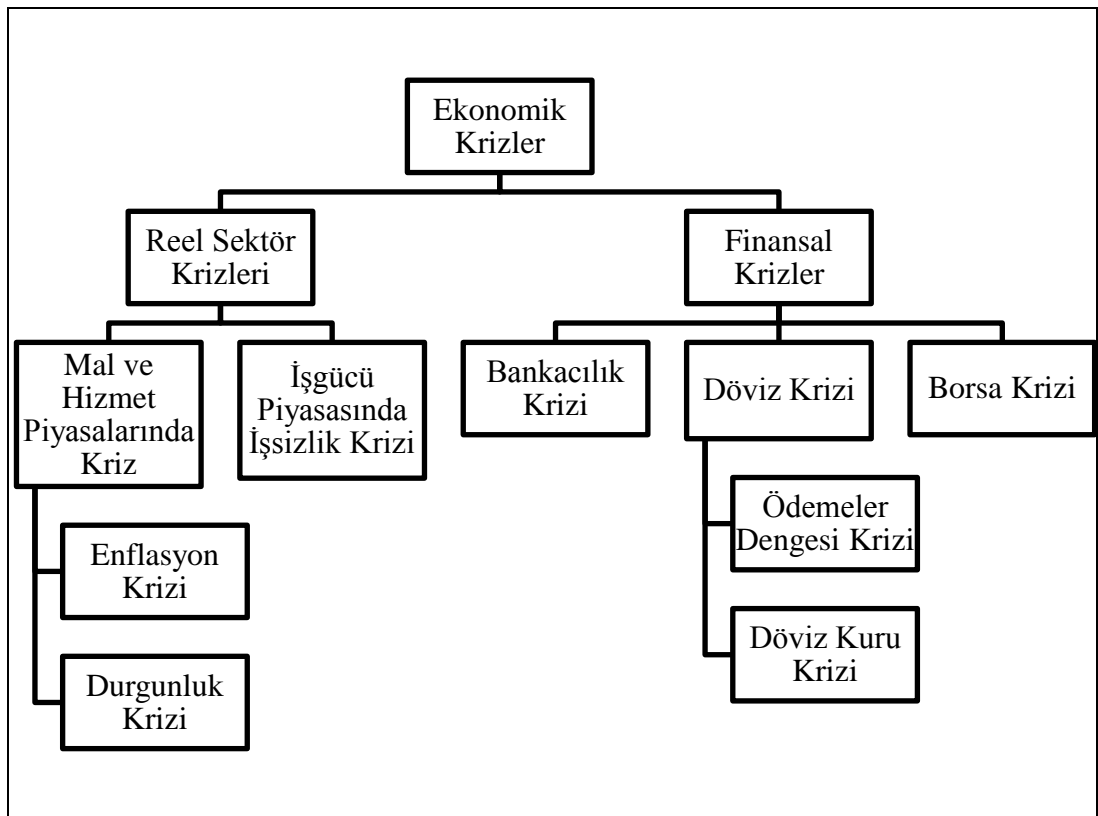 Ekonomik
Krizler
Reel Sektör
Krizleri
Finansal
Krizler
Mal ve
Hizmet
Piyasalarında
Kriz
İşgücü
Piyasasında
İşsizlik Krizi
Bankacılık
Krizi
Döviz Krizi
Borsa Krizi
Enflasyon
Krizi
Durgunluk
Krizi
Ödemeler
Dengesi Krizi
Döviz Kuru
Krizi